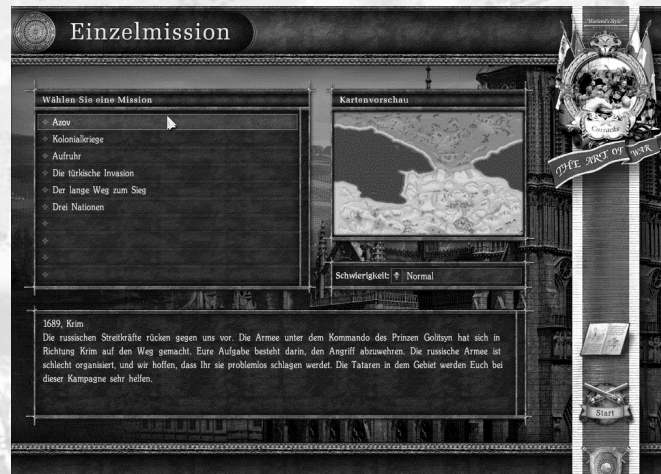 Einzelmission
"Warlord's Style"
Cossacks
THE ART OF WAR
Wählen Sie eine Mission
Azov
Kolonialkriege
Aufruhr
Die türkische Invasion
Der lange Weg zum Sieg
Drei Nationen
Kartenvorschau
Schwierigkeit: Normal
1689, Krim
Die russischen Streitkräfte rücken gegen uns vor. Die Armee unter dem Kommando des Prinzen Golitsyn hat sich in
Richtung Krim auf den Weg gemacht. Eure Aufgabe besteht darin, den Angriff abzuwehren. Die russische Armee ist
schlecht organisiert, und wir hoffen, dass Ihr sie problemlos schlagen werdet. Die Tataren in dem Gebiet werden Euch bei
dieser Kampagne sehr helfen.
Start